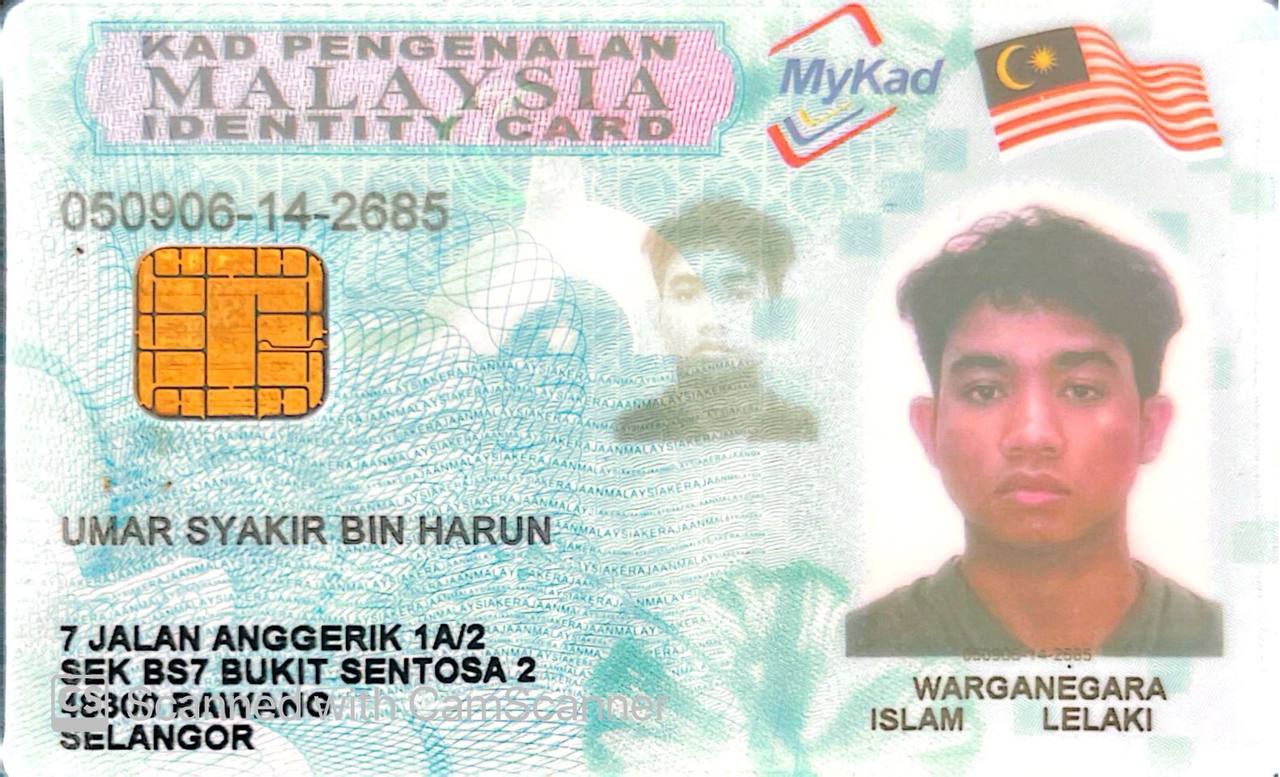 KAD PENGENALAN
MALAYSIA
IDENTITY CARD
MyKad
050906-14-2685
UMAR SYAKIR BIN HARUN
7 JALAN ANGGERIK 1A/2
SEK BS7 BUKIT SENTOSA 2
48300 RAWANG
SELANGOR
Scanned with CamScanner
050906-14-2685
WARGANEGARA
ISLAM LELAKI